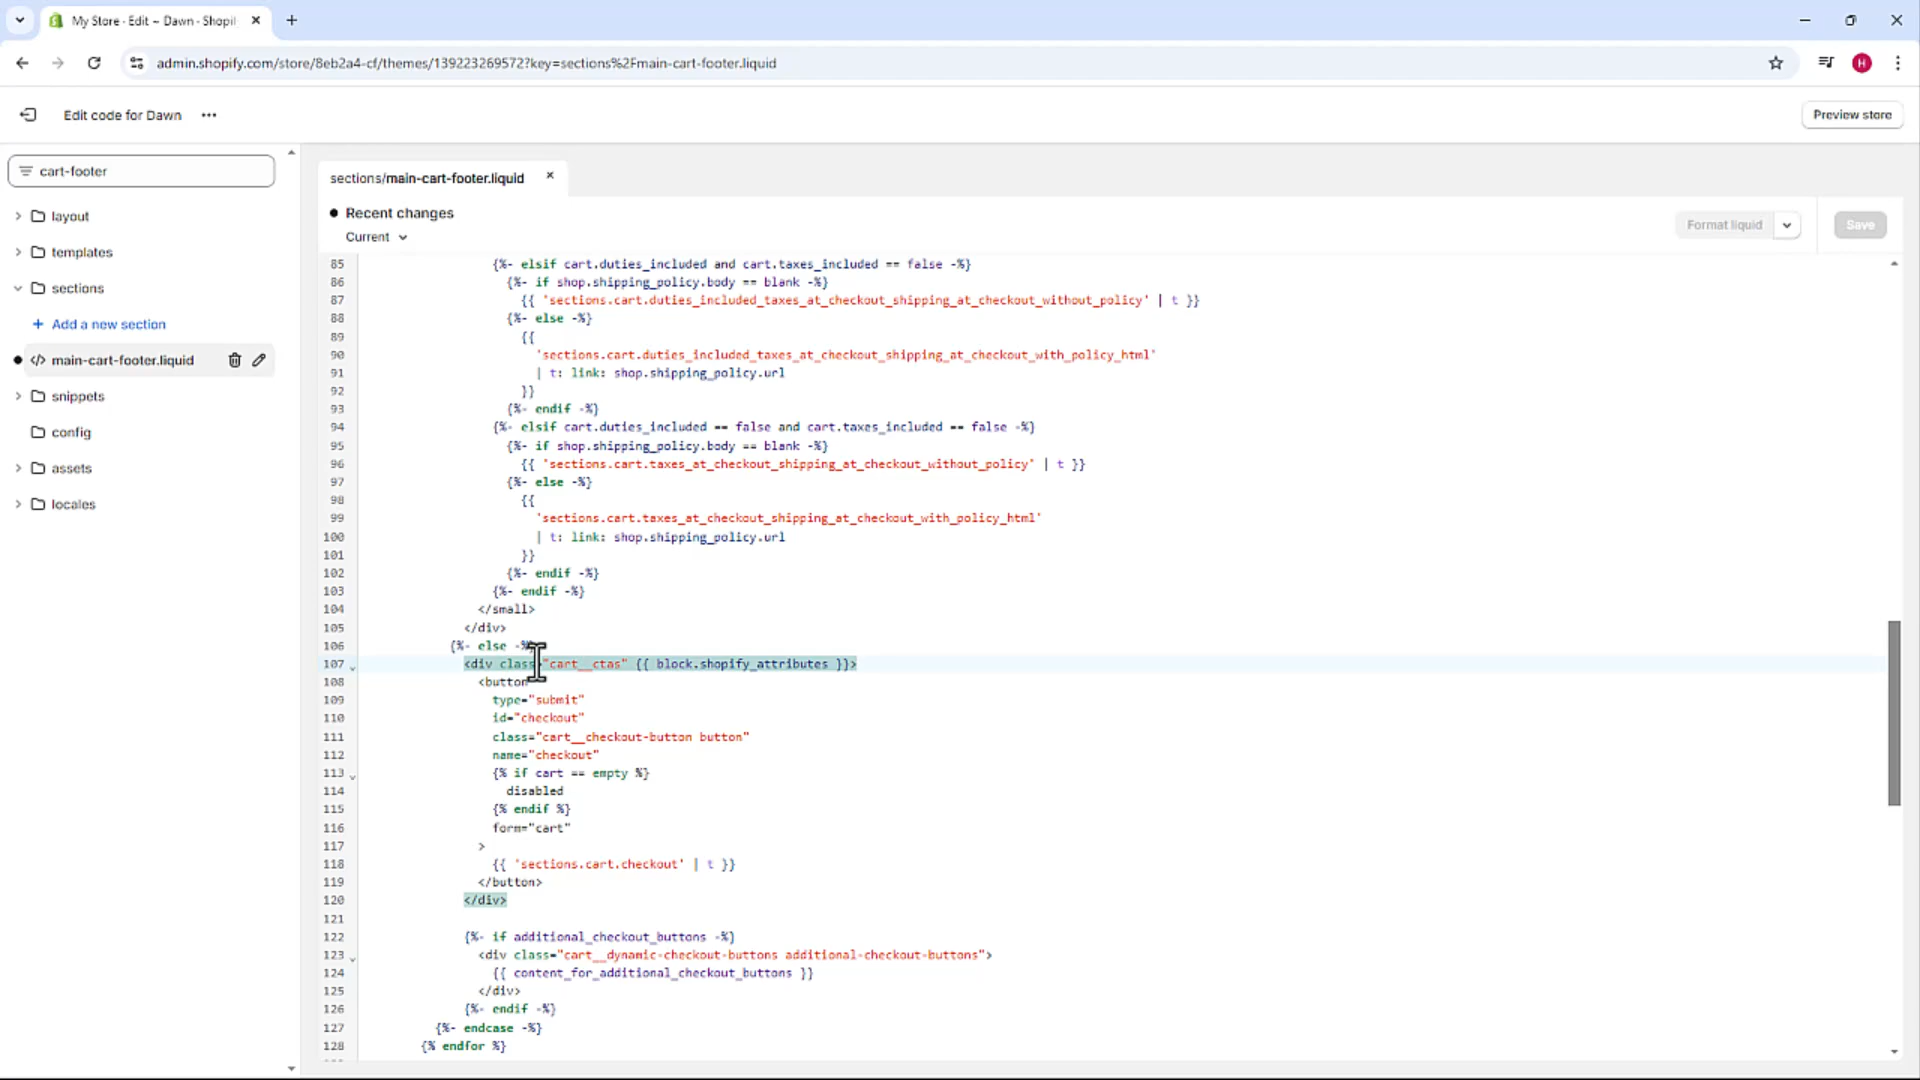 My Store · Edit ~ Dawn · Shopif
admin.shopify.com/store/8eb2a4-cf/themes/139223269572?key=sections%2Fmain-cart-footer.liquid
H
Edit code for Dawn
Preview store
cart-footer
layout
templates
sections
Add a new section
main-cart-footer.liquid
snippets
config
assets
locales
sections/main-cart-footer.liquid
Recent changes
Current
Format liquid
Save
85 {%- elsif cart.duties_included and cart.taxes_included == false -%}
86 {%- if shop.shipping_policy.body == blank -%}
87 {{ 'sections.cart.duties_included_taxes_at_checkout_shipping_at_checkout_without_policy' | t }}
88 {%- else -%}
89 {{
90 'sections.cart.duties_included_taxes_at_checkout_shipping_at_checkout_with_policy_html'
91 | t: link: shop.shipping_policy.url
92 }}
93 {%- endif -%}
94 {%- elsif cart.duties_included == false and cart.taxes_included == false -%}
95 {%- if shop.shipping_policy.body == blank -%}
96 {{ 'sections.cart.taxes_at_checkout_shipping_at_checkout_without_policy' | t }}
97 {%- else -%}
98 {{
99 'sections.cart.taxes_at_checkout_shipping_at_checkout_with_policy_html'
100 | t: link: shop.shipping_policy.url
101 }}
102 {%- endif -%}
103 {%- endif -%}
104 </small>
105 </div>
106 {%- else -%}
107 <div class="cart__ctas" {{ block.shopify_attributes }}>
108 <button
109 type="submit"
110 id="checkout"
111 class="cart__checkout-button button"
112 name="checkout"
113 {% if cart == empty %}
114 disabled
115 {% endif %}
116 form="cart"
117 >
118 {{ 'sections.cart.checkout' | t }}
119 </button>
120 </div>
121
122 {%- if additional_checkout_buttons -%}
123 <div class="cart__dynamic-checkout-buttons additional-checkout-buttons">
124 {{ content_for_additional_checkout_buttons }}
125 </div>
126 {%- endif -%}
127 {%- endcase -%}
128 {% endfor %}